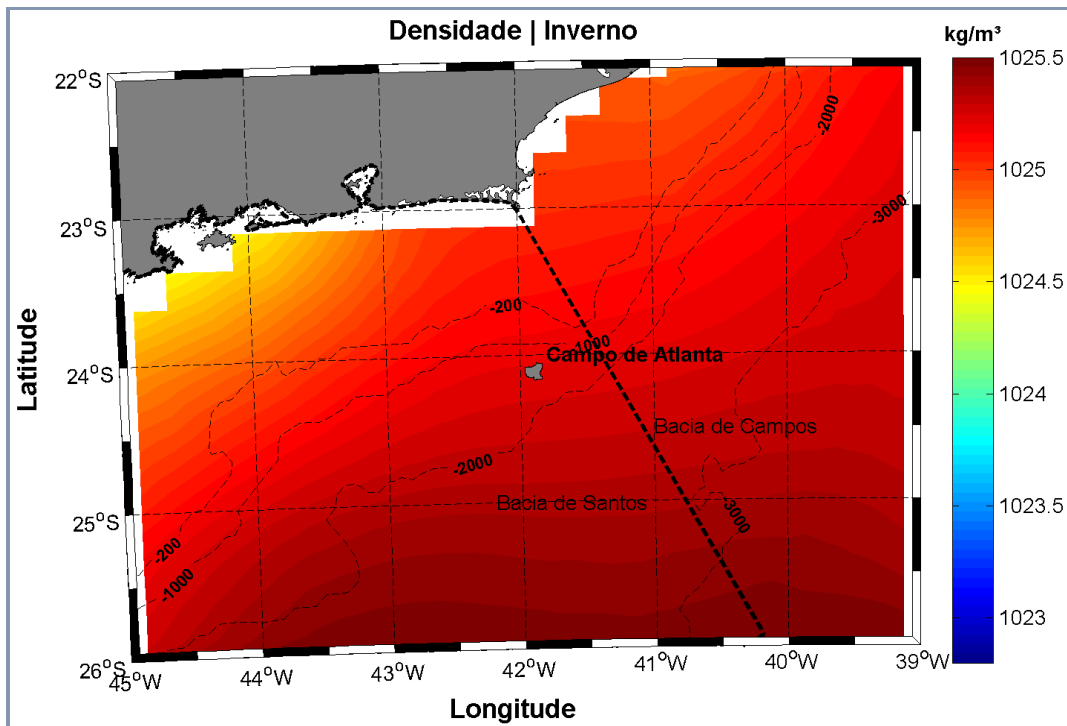 Densidade | Inverno
kg/m³
22°S
23°S
24°S
25°S
26°S
Latitude
-2000
-3000
-200
-1000
Campo de Atlanta
Bacia de Campos
-2000
Bacia de Santos
-3000
-200
-1000
45°W
44°W
43°W
42°W
41°W
40°W
39°W
Longitude
1025.5
1025
1024.5
1024
1023.5
1023